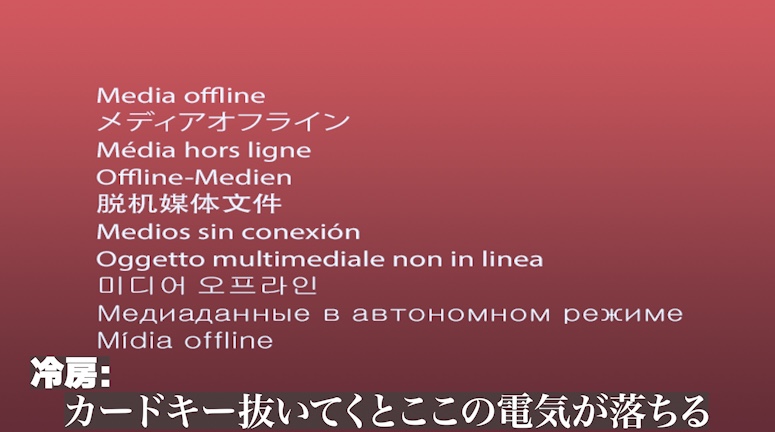 Media offline
メディアオフライン
Média hors ligne
Offline-Medien
脱机媒体文件
Medios sin conexión
Oggetto multimediale non in linea
미디어 오프라인
Медиаданные в автономном режиме
Mídia offline
冷房:
カードキー抜いてくとここの電気が落ちる